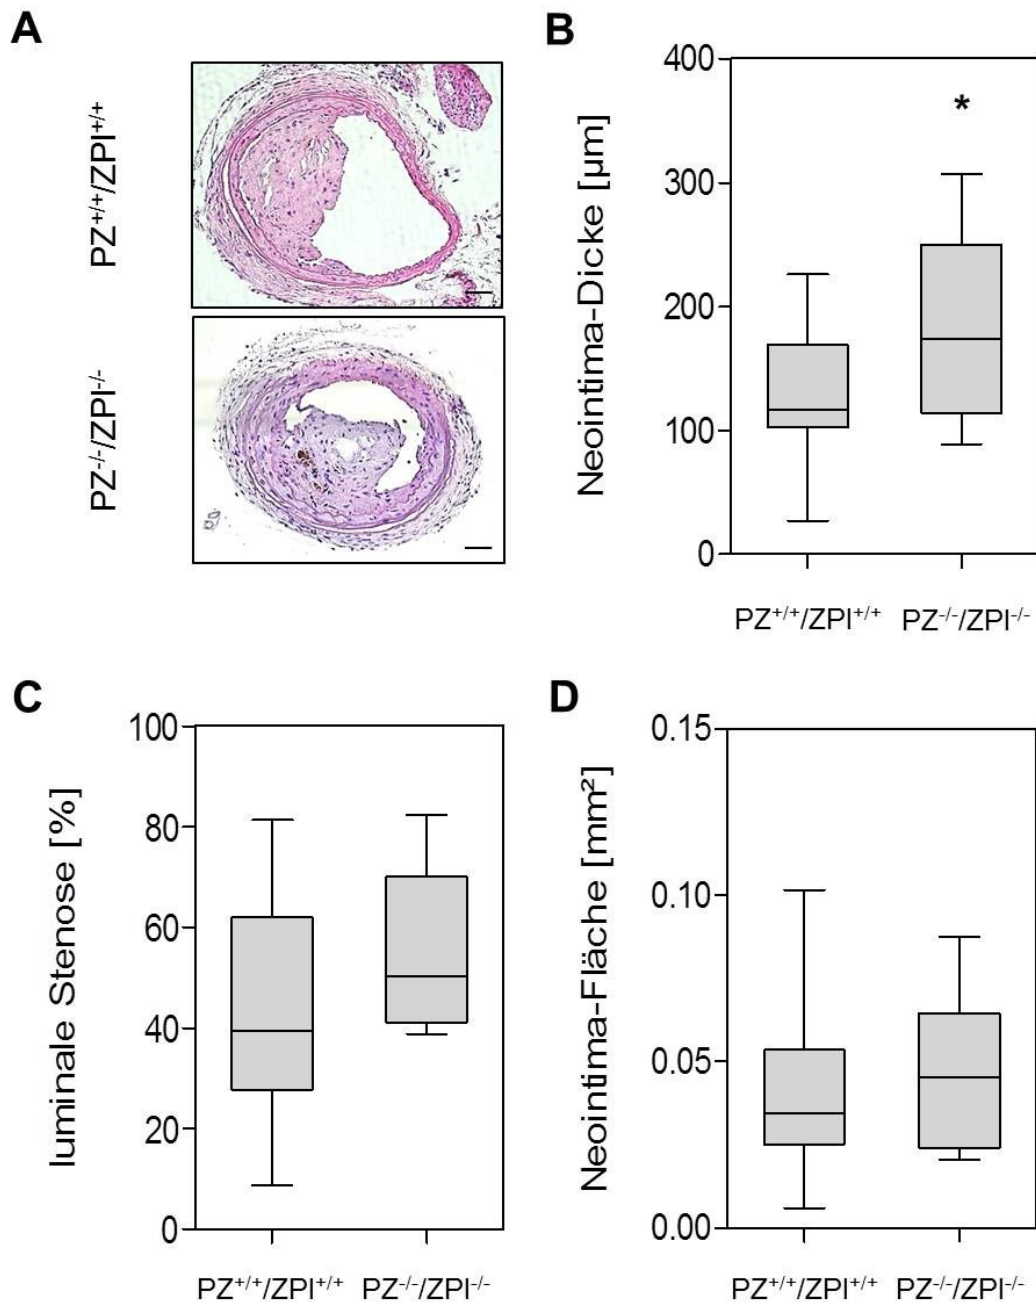 A
PZ⁺/⁺/ZPI⁺/⁺
PZ⁻/⁻/ZPI⁻/⁻
B
Neointima-Dicke [µm]
400
300
200
100
0
*
PZ⁺/⁺/ZPI⁺/⁺ PZ⁻/⁻/ZPI⁻/⁻
C
luminale Stenose [%]
100
80
60
40
20
0
PZ⁺/⁺/ZPI⁺/⁺ PZ⁻/⁻/ZPI⁻/⁻
D
Neointima-Fläche [mm²]
0.15
0.10
0.05
0.00
PZ⁺/⁺/ZPI⁺/⁺ PZ⁻/⁻/ZPI⁻/⁻